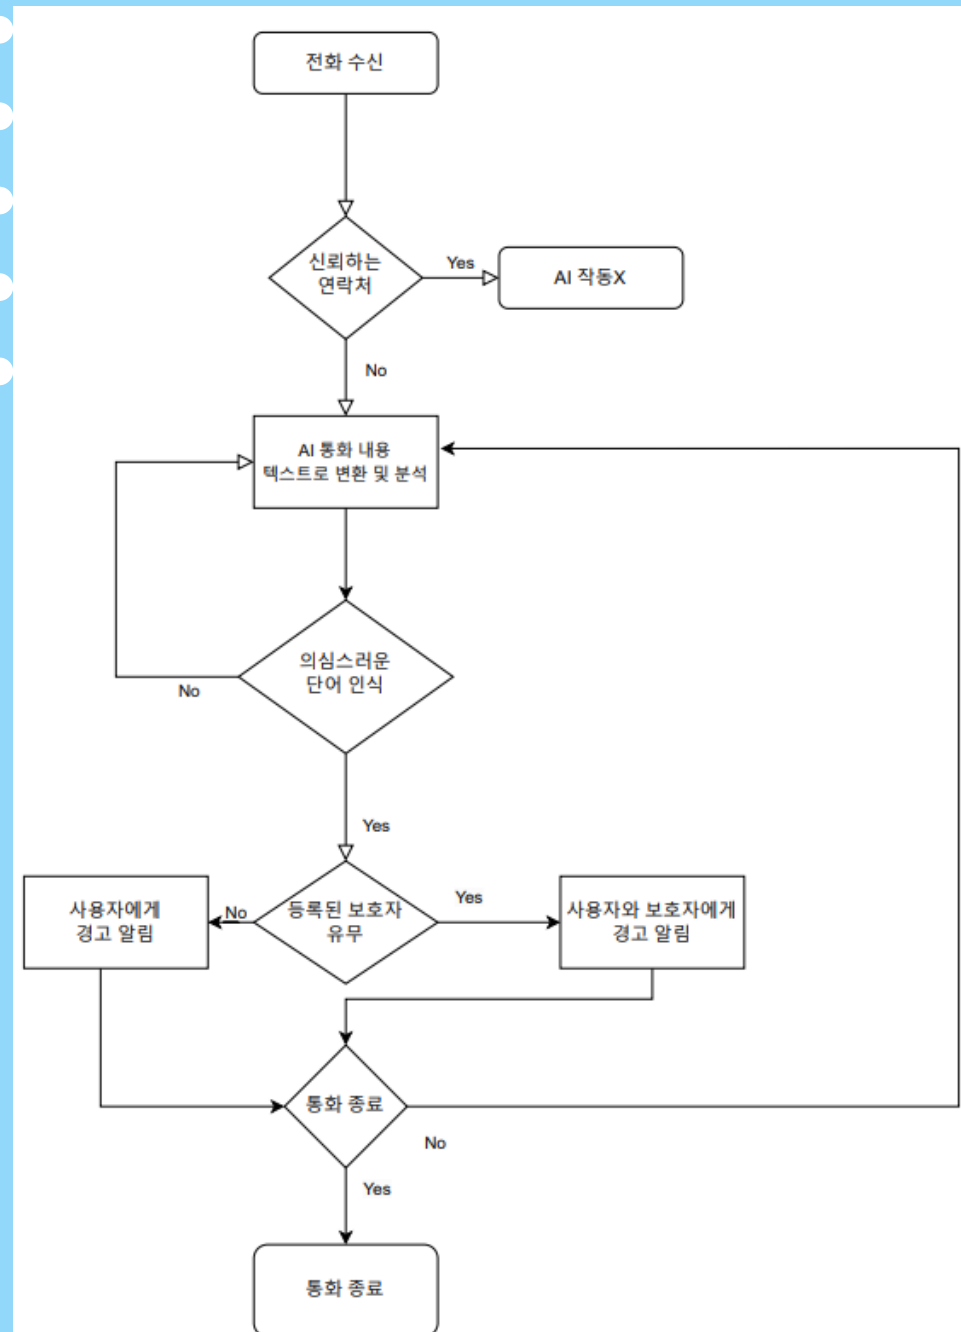 전화 수신
신뢰하는
연락처
Yes
AI 작동X
No
AI 통화 내용
텍스트로 변환 및 분석
의심스러운
단어 인식
No
Yes
사용자에게
경고 알림
No
등록된 보호자
유무
Yes
사용자와 보호자에게
경고 알림
통화 종료
No
Yes
통화 종료